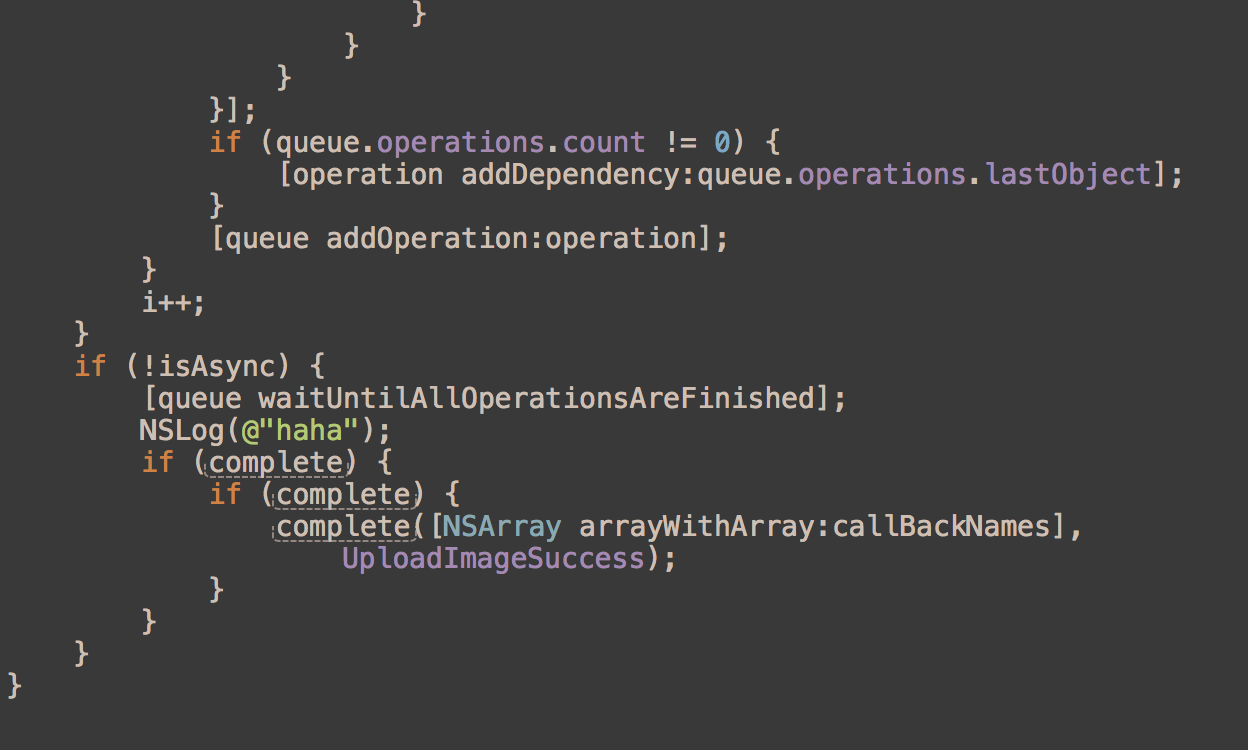 }
}
}
}];
if (queue.operations.count != 0) {
[operation addDependency:queue.operations.lastObject];
}
[queue addOperation:operation];
}
i++;
}
if (!isAsync) {
[queue waitUntilAllOperationsAreFinished];
NSLog(@"haha");
if (complete) {
if (complete) {
complete([NSArray arrayWithArray:callBackNames],
UploadImageSuccess);
}
}
}
}